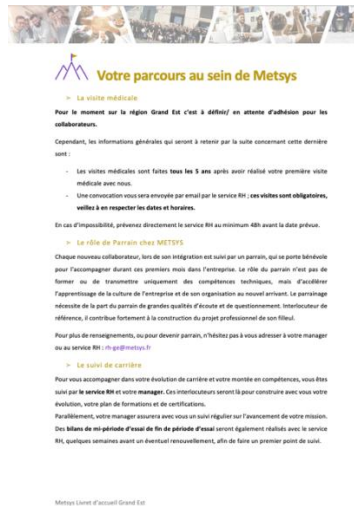 Votre parcours au sein de Metsys
➢ La visite médicale
Pour le moment sur la région Grand Est c'est à définir/ en attente d'adhésion pour les
collaborateurs.
Cependant, les informations générales qui seront à retenir par la suite concernant cette dernière
sont :
- Les visites médicales sont faites tous les 5 ans après avoir réalisé votre première visite
médicale avec nous.
- Une convocation vous sera envoyée par email par le service RH ; ces visites sont obligatoires,
veillez à en respecter les dates et horaires.
En cas d'impossibilité, prévenez directement le service RH au minimum 48h avant la date prévue.
➢ Le rôle de Parrain chez METSYS
Chaque nouveau collaborateur, lors de son intégration est suivi par un parrain, qui se porte bénévole
pour l'accompagner durant ces premiers mois dans l'entreprise. Le rôle du parrain n'est pas de
former ou de transmettre uniquement des compétences techniques, mais d'accélérer
l'apprentissage de la culture de l'entreprise et de son organisation au nouvel arrivant. Le parrainage
nécessite de la part du parrain de grandes qualités d'écoute et de questionnement. Interlocuteur de
référence, il contribue fortement à la construction du projet professionnel de son filleul.
Pour plus de renseignements, ou pour devenir parrain, n'hésitez pas à vous adresser à votre manager
ou au service RH : rh-ge@metsys.fr
➢ Le suivi de carrière
Pour vous accompagner dans votre évolution de carrière et votre montée en compétences, vous êtes
suivi par le service RH et votre manager. Ces interlocuteurs seront là pour construire avec vous votre
évolution, votre plan de formations et de certifications.
Parallèlement, votre manager assurera avec vous un suivi régulier sur l'avancement de votre mission.
Des bilans de mi-période d'essai de fin de période d'essai seront également réalisés avec le service
RH, quelques semaines avant un éventuel renouvellement, afin de faire un premier point de suivi.
Metsys Livret d'accueil Grand Est